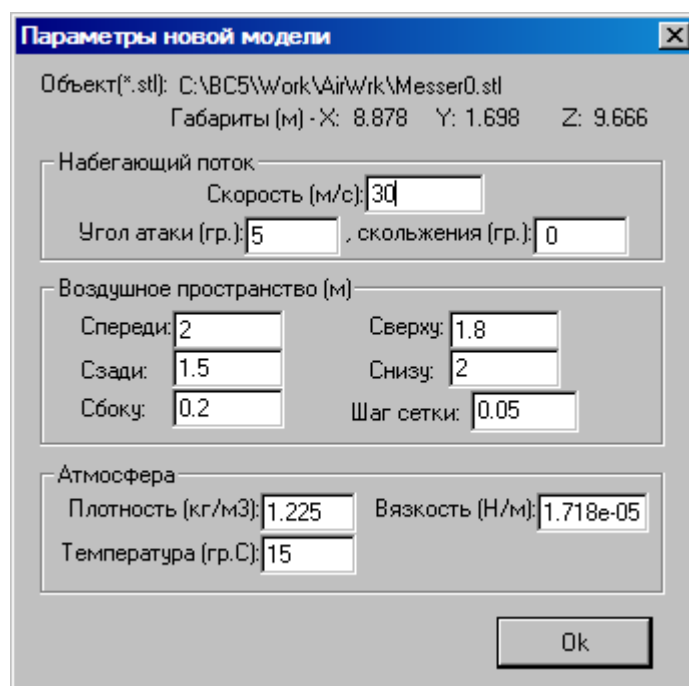 Параметры новой модели
Объект(*.stl): C:\BC5\Work\AirWrk\Messer0.stl
Габариты (м) - X: 8.878 Y: 1.698 Z: 9.666
Набегающий поток
Скорость (м/с): 30
Угол атаки (гр.): 5 , скольжения (гр.): 0
Воздушное пространство (м)
Спереди: 2 Сверху: 1.8
Сзади: 1.5 Снизу: 2
Сбоку: 0.2 Шаг сетки: 0.05
Атмосфера
Плотность (кг/м3): 1.225 Вязкость (Н/м): 1.718e-05
Температура (гр.С): 15
Ok